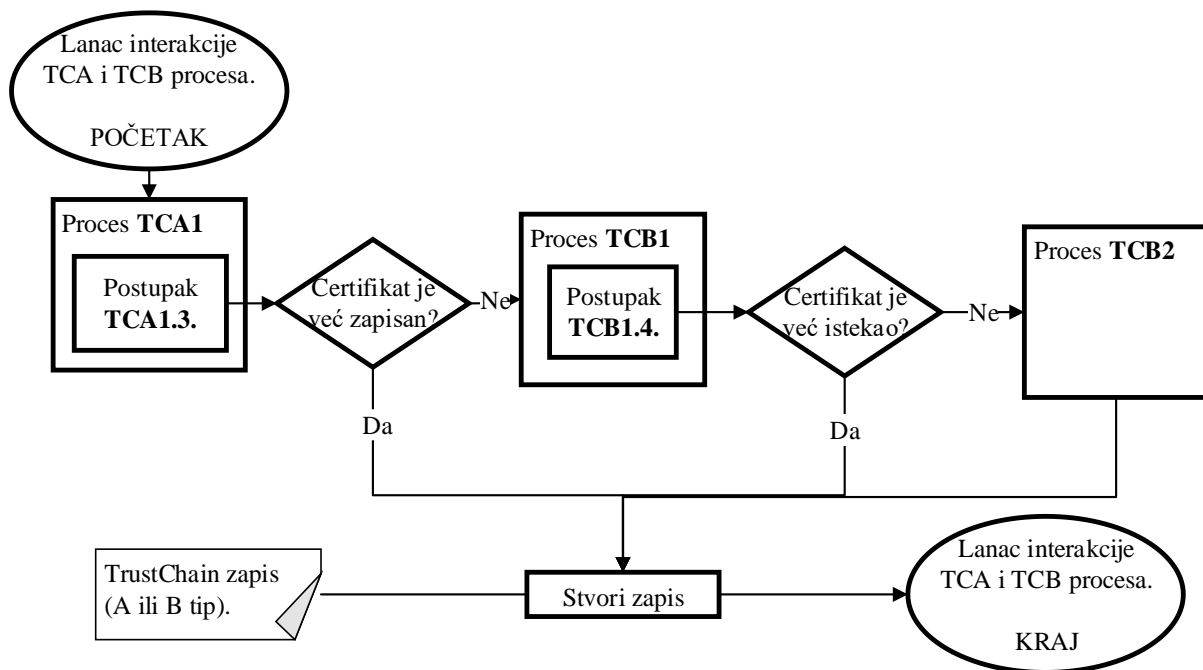 Lanac interakcije
TCA i TCB procesa.
POČETAK
Proces TCA1
Postupak
TCA1.3.
Certifikat je
već zapisan?
Ne
Proces TCB1
Postupak
TCB1.4.
Certifikat je
već istekao?
Ne
Proces TCB2
Da
Da
TrustChain zapis
(A ili B tip).
Stvori zapis
Lanac interakcije
TCA i TCB procesa.
KRAJ